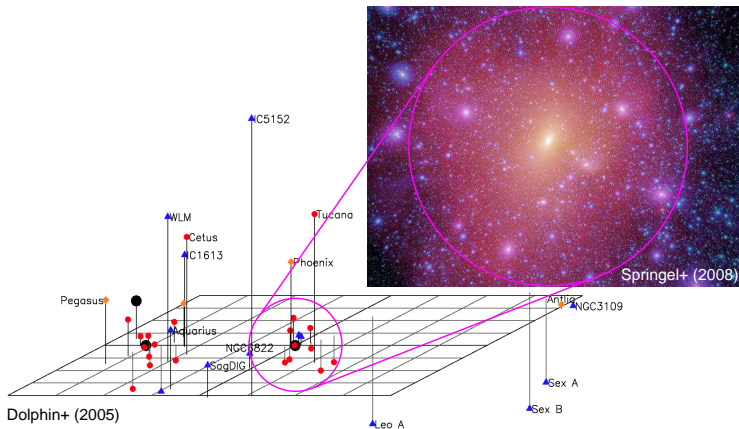 IC5152
WLM
Tucana
Cetus
IC1613
Phoenix
Springel+ (2008)
Pegasus
Antlia
NGC3109
Aquarius
NGC6822
SagDIG
Sex A
Sex B
Dolphin+ (2005)
Leo A